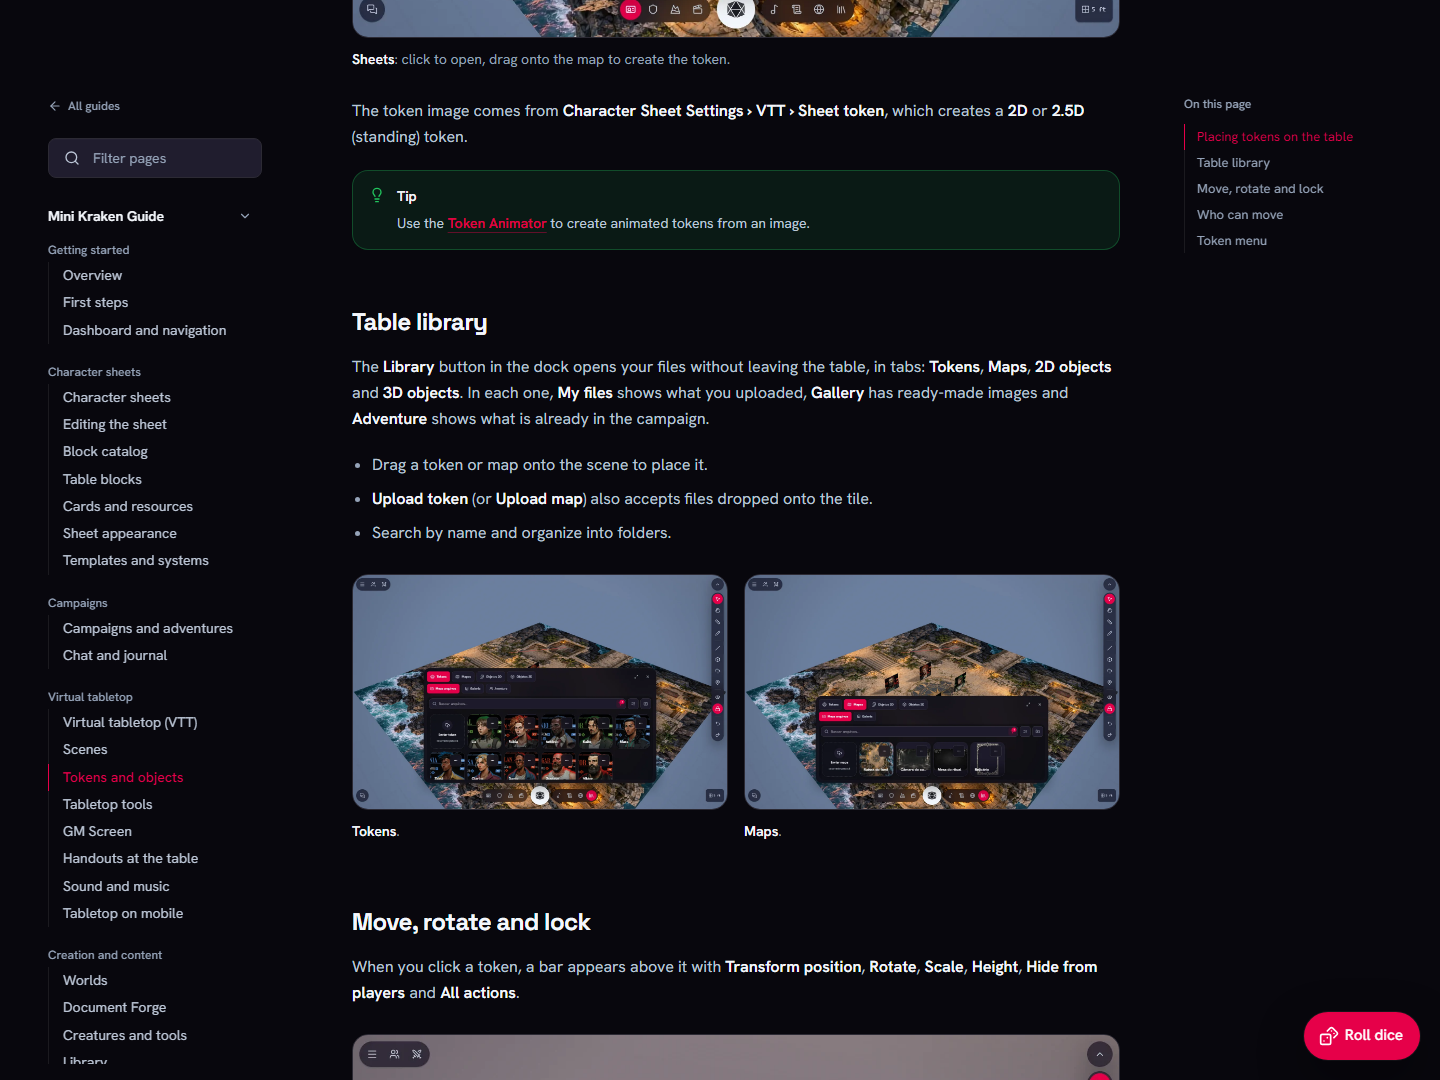 5 ft
Sheets: click to open, drag onto the map to create the token.
All guides
Filter pages
Mini Kraken Guide
Getting started
Overview
First steps
Dashboard and navigation
Character sheets
Character sheets
Editing the sheet
Block catalog
Table blocks
Cards and resources
Sheet appearance
Templates and systems
Campaigns
Campaigns and adventures
Chat and journal
Virtual tabletop
Virtual tabletop (VTT)
Scenes
Tokens and objects
Tabletop tools
GM Screen
Handouts at the table
Sound and music
Tabletop on mobile
Creation and content
Worlds
Document Forge
Creatures and tools
Library
The token image comes from Character Sheet Settings › VTT › Sheet token, which creates a 2D or 2.5D
(standing) token.
Tip
Use the Token Animator to create animated tokens from an image.
Table library
The Library button in the dock opens your files without leaving the table, in tabs: Tokens, Maps, 2D objects
and 3D objects. In each one, My files shows what you uploaded, Gallery has ready-made images and
Adventure shows what is already in the campaign.
Drag a token or map onto the scene to place it.
Upload token (or Upload map) also accepts files dropped onto the tile.
Search by name and organize into folders.
Tokens.
Maps.
Move, rotate and lock
When you click a token, a bar appears above it with Transform position, Rotate, Scale, Height, Hide from
players and All actions.
On this page
Placing tokens on the table
Table library
Move, rotate and lock
Who can move
Token menu
Roll dice